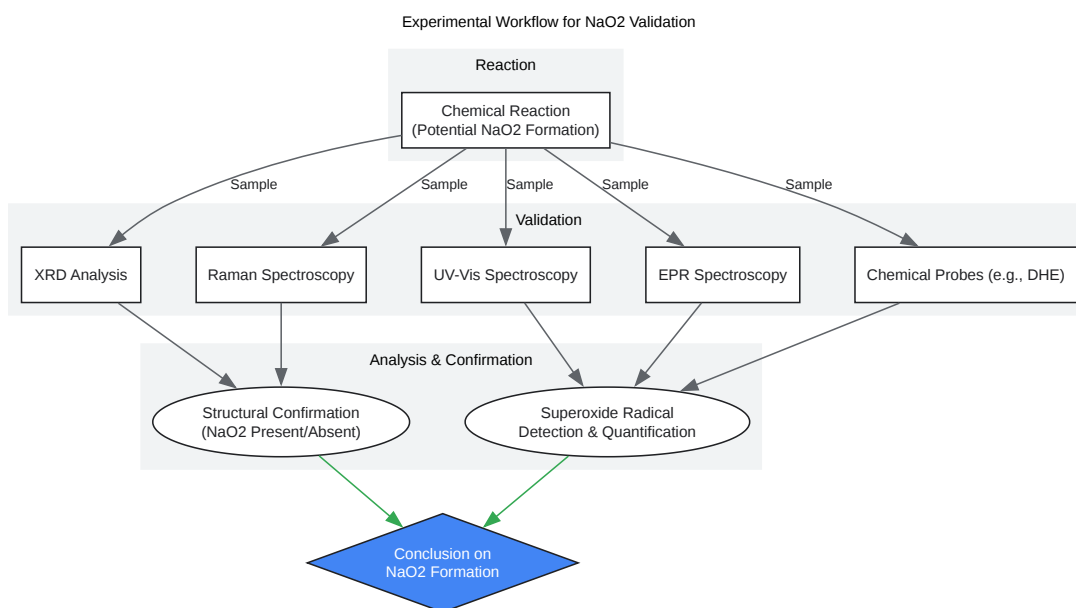 Experimental Workflow for NaO2 Validation
Reaction
Chemical Reaction
(Potential NaO2 Formation)
Sample
Sample
Sample
Sample
Sample
Validation
XRD Analysis
Raman Spectroscopy
UV-Vis Spectroscopy
EPR Spectroscopy
Chemical Probes (e.g., DHE)
Analysis & Confirmation
Structural Confirmation
(NaO2 Present/Absent)
Superoxide Radical
Detection & Quantification
Conclusion on
NaO2 Formation